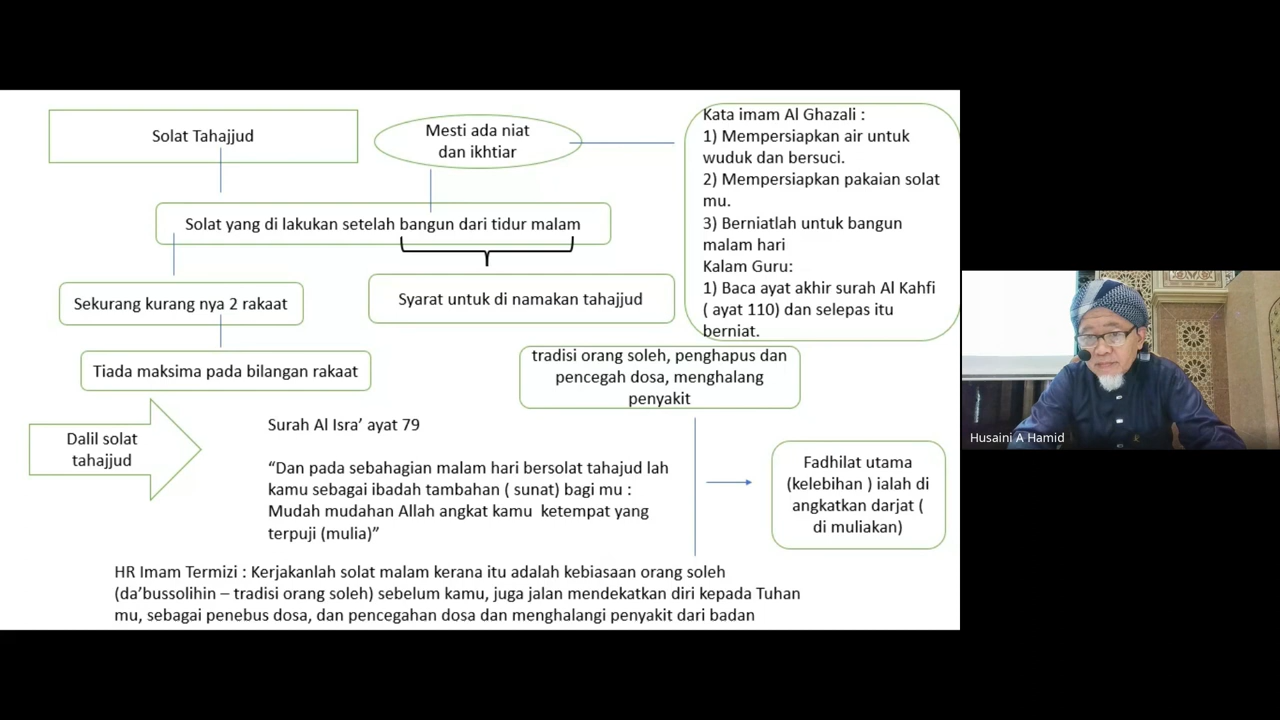 Solat Tahajjud
Mesti ada niat
dan ikhtiar
Kata imam Al Ghazali :
1) Mempersiapkan air untuk
wuduk dan bersuci.
2) Mempersiapkan pakaian solat
mu.
3) Berniatlah untuk bangun
malam hari
Kalam Guru:
1) Baca ayat akhir surah Al Kahfi
( ayat 110) dan selepas itu
berniat.
Solat yang di lakukan setelah bangun dari tidur malam
Sekurang kurang nya 2 rakaat
Syarat untuk di namakan tahajjud
Tiada maksima pada bilangan rakaat
tradisi orang soleh, penghapus dan
pencegah dosa, menghalang
penyakit
Dalil solat
tahajjud
Surah Al Isra’ ayat 79
“Dan pada sebahagian malam hari bersolat tahajud lah
kamu sebagai ibadah tambahan ( sunat) bagi mu :
Mudah mudahan Allah angkat kamu  ketempat yang
terpuji (mulia)”
Fadhilat utama
(kelebihan ) ialah di
angkatkan darjat (
di muliakan)
HR Imam Termizi : Kerjakanlah solat malam kerana itu adalah kebiasaan orang soleh
(da’bussolihin – tradisi orang soleh) sebelum kamu, juga jalan mendekatkan diri kepada Tuhan
mu, sebagai penebus dosa, dan pencegahan dosa dan menghalangi penyakit dari badan
Husaini A Hamid